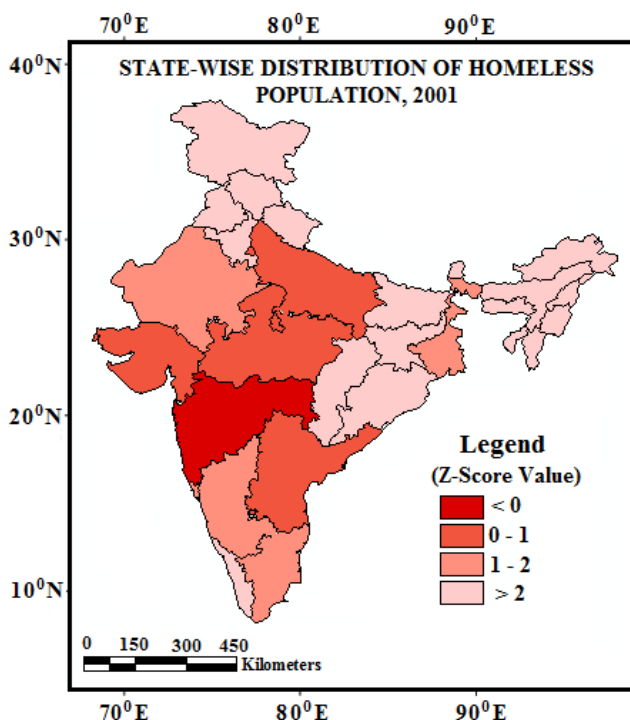 70⁰E 80⁰E 90⁰E
40⁰N
STATE-WISE DISTRIBUTION OF HOMELESS
POPULATION, 2001
30⁰N
20⁰N
Legend
(Z-Score Value)
< 0
0 - 1
1 - 2
> 2
10⁰N
0 150 300 450
Kilometers
70⁰E 80⁰E 90⁰E